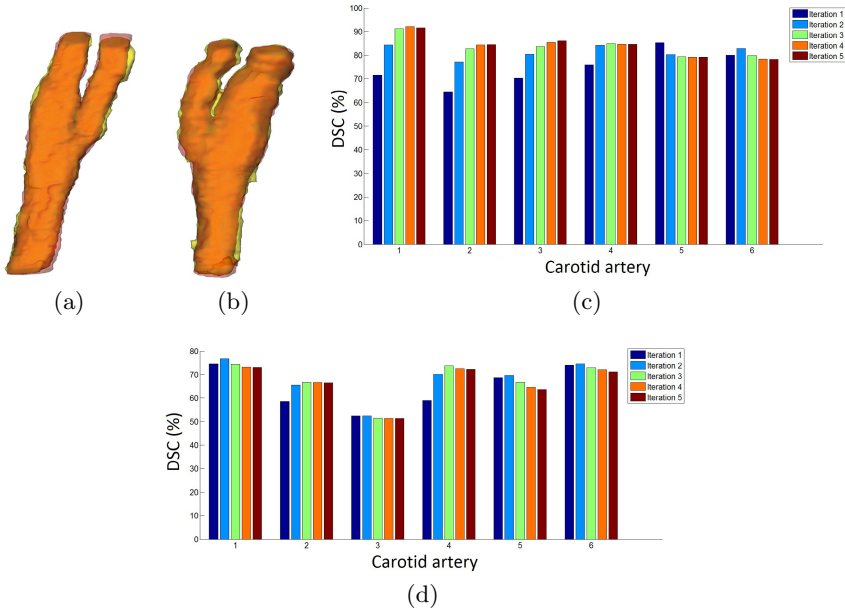 100
90
80
70
60
50
40
30
20
10
0
DSC (%)
1 2 3 4 5 6
Carotid artery
Iteration 1
Iteration 2
Iteration 3
Iteration 4
Iteration 5
(a) (b) (c)
80
70
60
50
40
30
20
10
0
DSC (%)
1 2 3 4 5 6
Carotid artery
Iteration 1
Iteration 2
Iteration 3
Iteration 4
Iteration 5
(d)